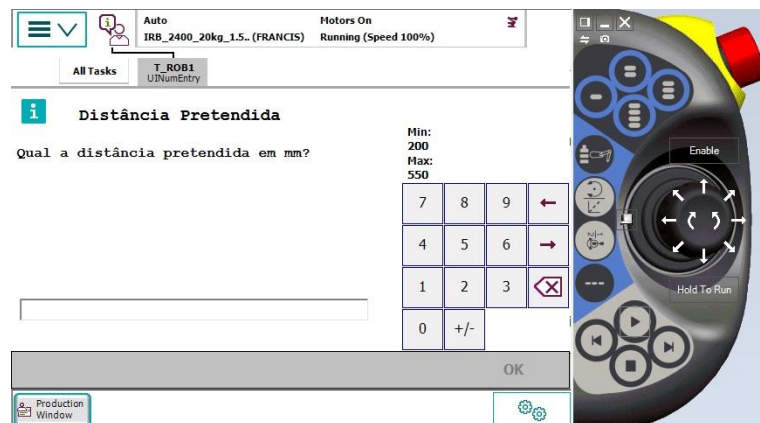 Auto
IRB_2400_20kg_1.5.. (FRANCIS)
Motors On
Running (Speed 100%)
All Tasks
T_ROB1
UINumEntry
i
Distância Pretendida
Qual a distância pretendida em mm?
Min:
200
Max:
550
7 8 9
4 5 6
1 2 3
0 +/-
OK
Production
Window
Enable
Hold To Run